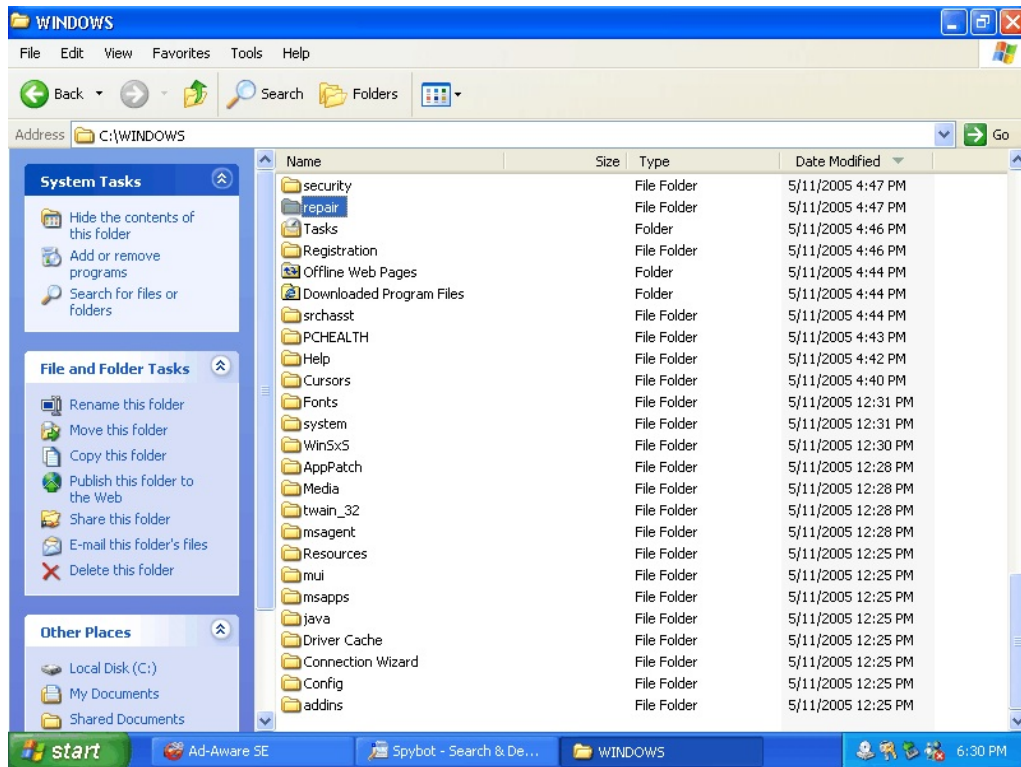 WINDOWS
File Edit View Favorites Tools Help
Back Search Folders
Address C:\WINDOWS Go
System Tasks
Hide the contents of
this folder
Add or remove
programs
Search for files or
folders
File and Folder Tasks
Rename this folder
Move this folder
Copy this folder
Publish this folder to
the Web
Share this folder
E-mail this folder's files
Delete this folder
Other Places
Local Disk (C:)
My Documents
Shared Documents
Name Size Type Date Modified
security File Folder 5/11/2005 4:47 PM
repair File Folder 5/11/2005 4:47 PM
Tasks Folder 5/11/2005 4:46 PM
Registration File Folder 5/11/2005 4:46 PM
Offline Web Pages Folder 5/11/2005 4:44 PM
Downloaded Program Files Folder 5/11/2005 4:44 PM
srchasst File Folder 5/11/2005 4:44 PM
PCHEALTH File Folder 5/11/2005 4:43 PM
Help File Folder 5/11/2005 4:42 PM
Cursors File Folder 5/11/2005 4:40 PM
Fonts File Folder 5/11/2005 12:31 PM
system File Folder 5/11/2005 12:31 PM
WinSxS File Folder 5/11/2005 12:30 PM
AppPatch File Folder 5/11/2005 12:28 PM
Media File Folder 5/11/2005 12:28 PM
twain_32 File Folder 5/11/2005 12:28 PM
msagent File Folder 5/11/2005 12:28 PM
Resources File Folder 5/11/2005 12:25 PM
mui File Folder 5/11/2005 12:25 PM
msapps File Folder 5/11/2005 12:25 PM
java File Folder 5/11/2005 12:25 PM
Driver Cache File Folder 5/11/2005 12:25 PM
Connection Wizard File Folder 5/11/2005 12:25 PM
Config File Folder 5/11/2005 12:25 PM
addins File Folder 5/11/2005 12:25 PM
start Ad-Aware SE Spybot - Search & De... WINDOWS 6:30 PM